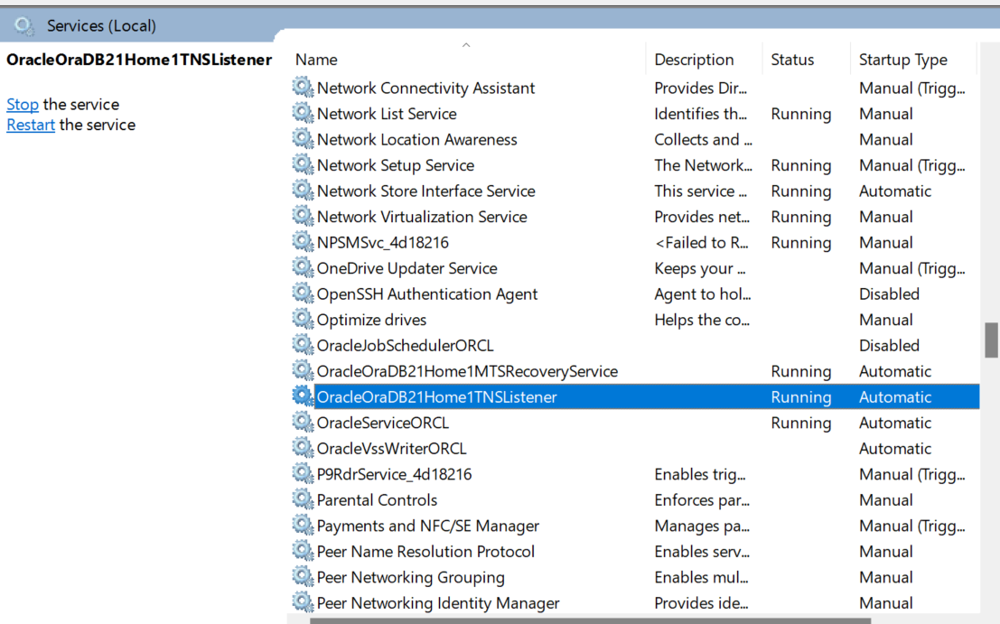 Services (Local)
OracleOraDB21Home1TNSListener
Stop the service
Restart the service
Name Description Status Startup Type
Network Connectivity Assistant Provides Dir... Manual (Trigg...
Network List Service Identifies th... Running Manual
Network Location Awareness Collects and ... Manual
Network Setup Service The Network... Running Manual (Trigg...
Network Store Interface Service This service ... Running Automatic
Network Virtualization Service Provides net... Running Manual
NPSMSvc_4d18216 <Failed to R... Running Manual
OneDrive Updater Service Keeps your ... Manual (Trigg...
OpenSSH Authentication Agent Agent to hol... Disabled
Optimize drives Helps the co... Manual
OracleJobSchedulerORCL Disabled
OracleOraDB21Home1MTSRecoveryService Running Automatic
OracleOraDB21Home1TNSListener Running Automatic
OracleServiceORCL Running Automatic
OracleVssWriterORCL Automatic
P9RdrService_4d18216 Enables trig... Manual (Trigg...
Parental Controls Enforces par... Manual
Payments and NFC/SE Manager Manages pa... Manual (Trigg...
Peer Name Resolution Protocol Enables serv... Manual
Peer Networking Grouping Enables mul... Manual
Peer Networking Identity Manager Provides ide... Manual